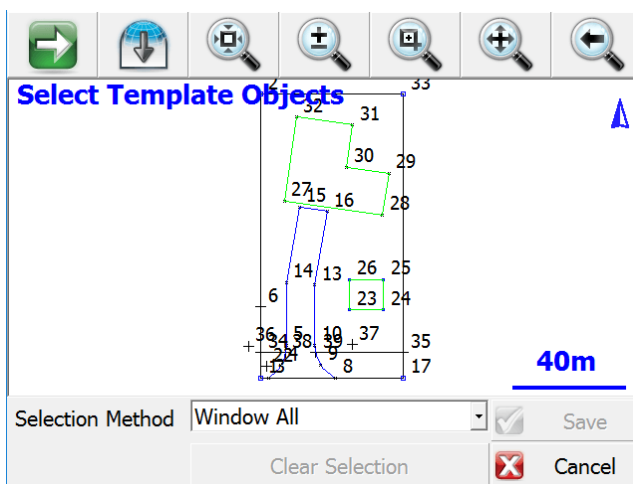 2 33
Select Template Objects
32 31
30 29
27 15 16 28
14 13 26 25
6 23 24
36 34 5 38 10 39 37 35
22 4 9
13 8 17
40m
Selection Method Window All Save
Clear Selection Cancel